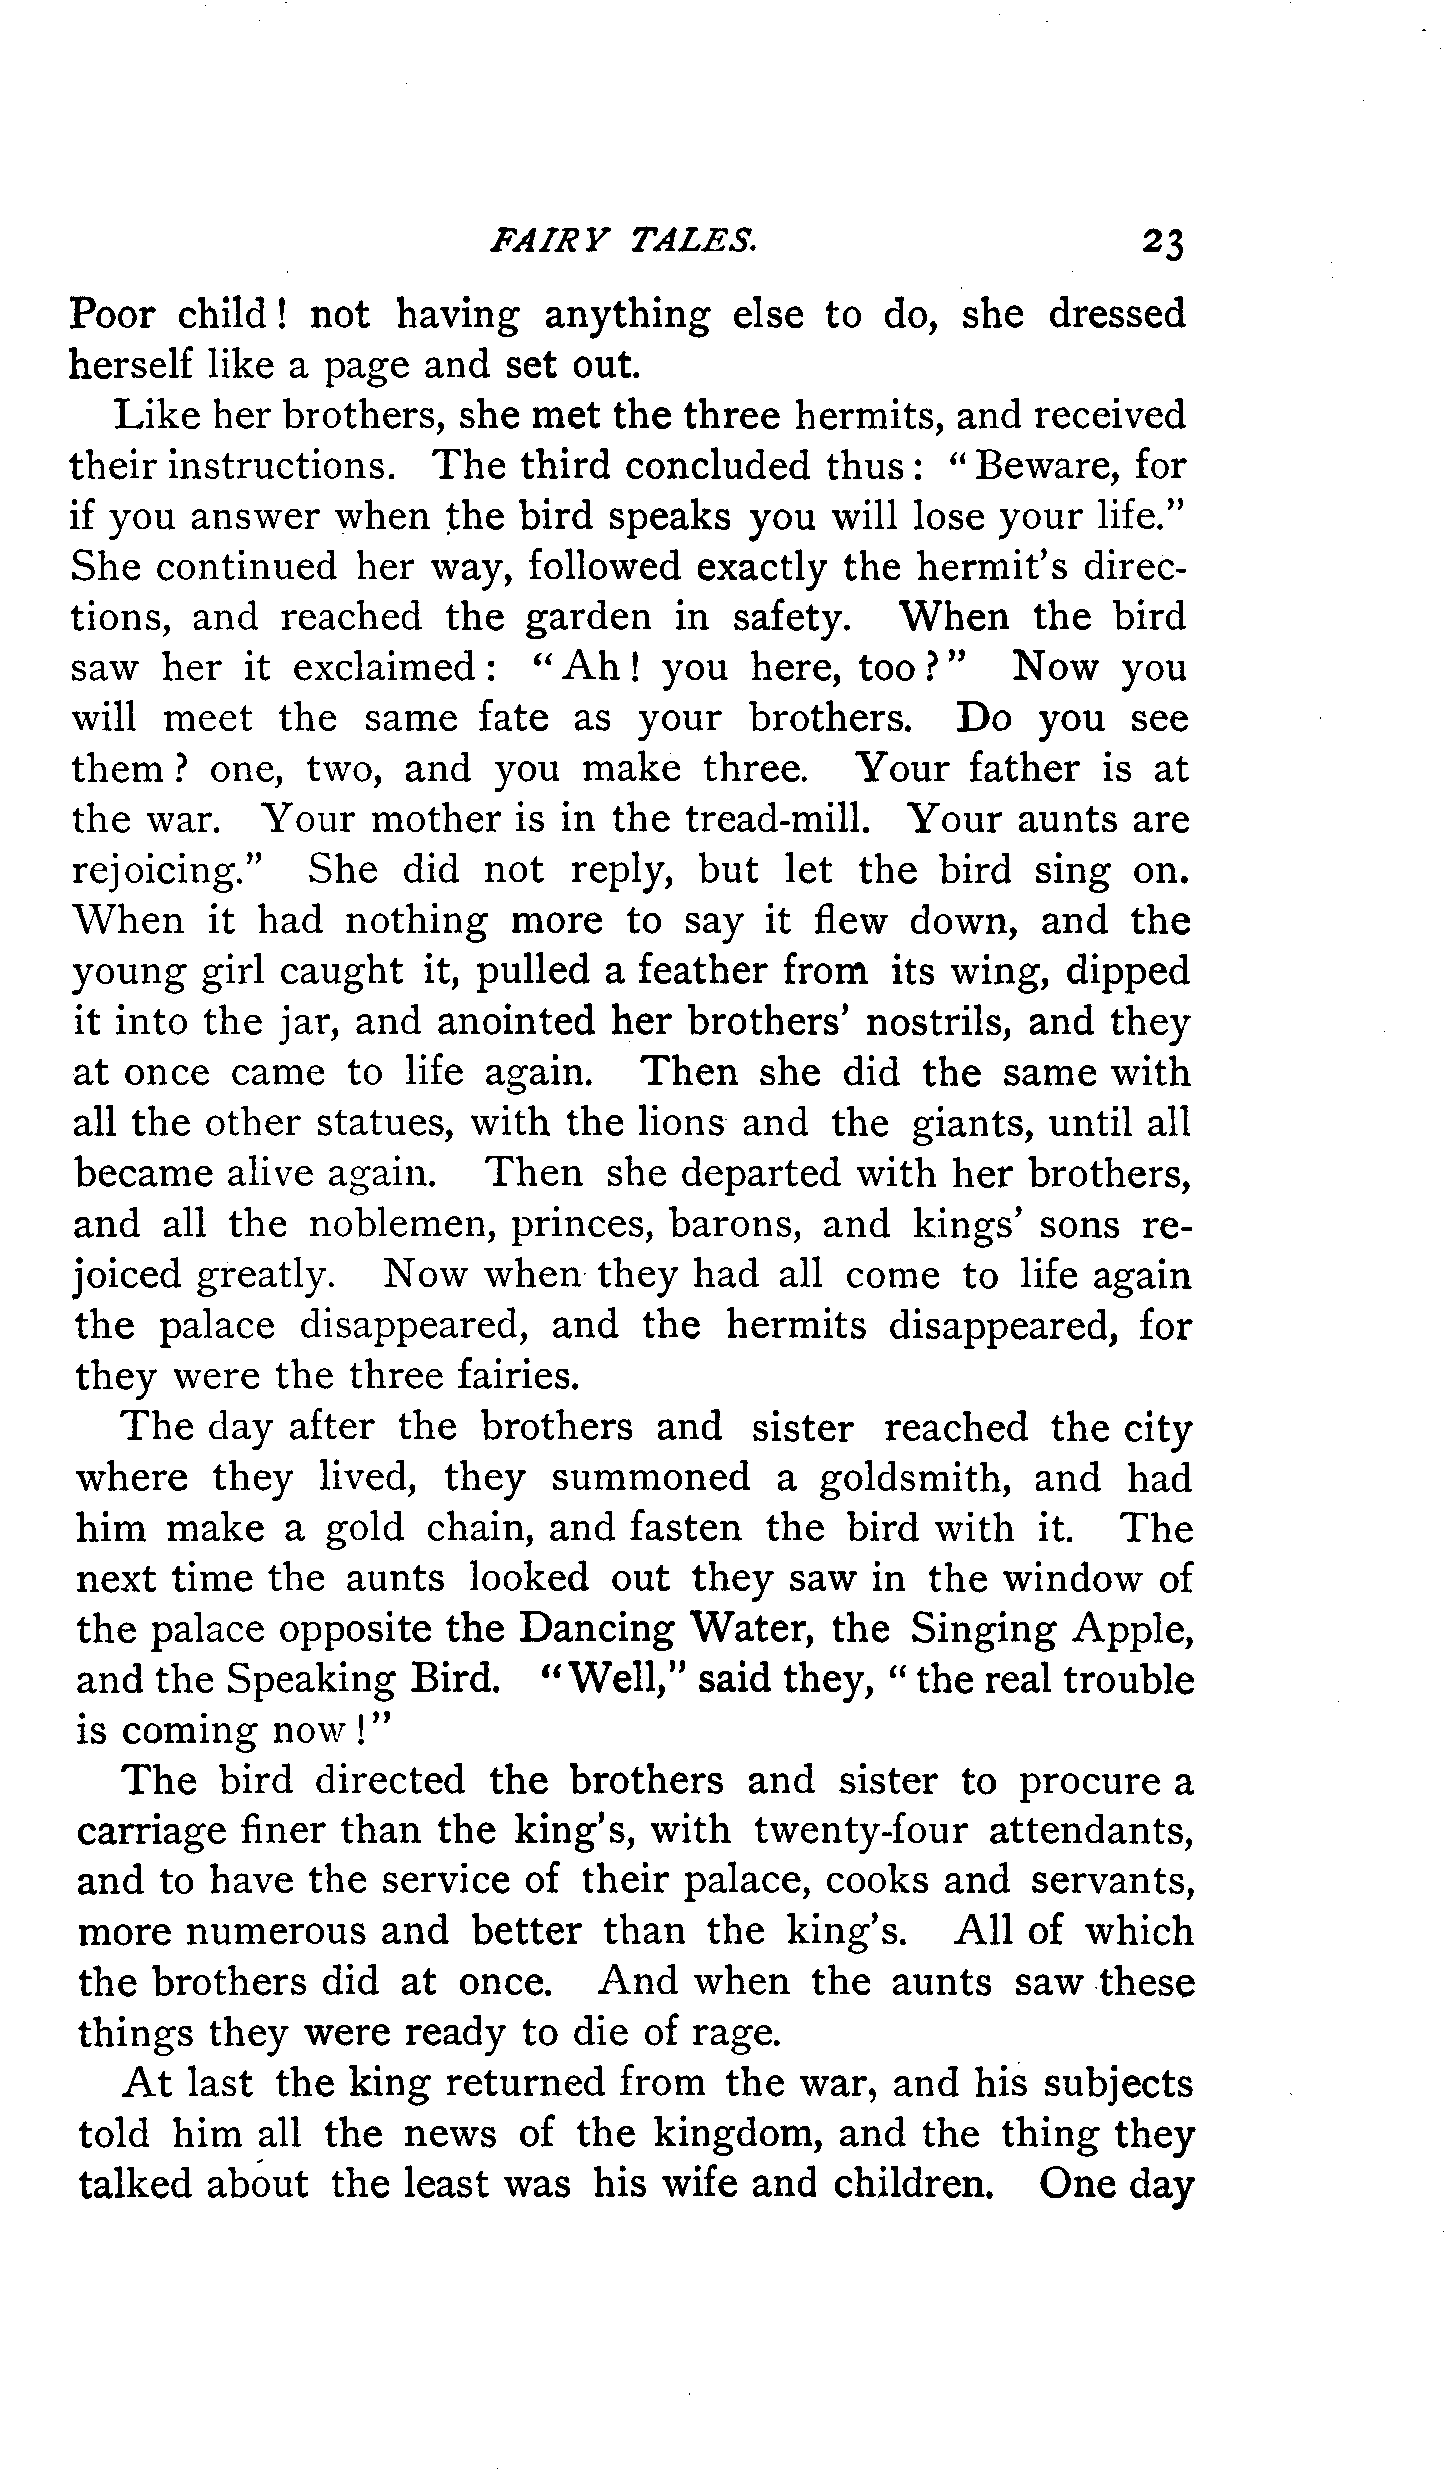 FAIRY TALES. 23
Poor child! not having anything else to do, she dressed
herself like a page and set out.
Like her brothers, she met the three hermits, and received
their instructions. The third concluded thus: "Beware, for
if you answer when the bird speaks you will lose your life."
She continued her way, followed exactly the hermit's direc-
tions, and reached the garden in safety. When the bird
saw her it exclaimed: "Ah! you here, too?" Now you
will meet the same fate as your brothers. Do you see
them? one, two, and you make three. Your father is at
the war. Your mother is in the tread-mill. Your aunts are
rejoicing." She did not reply, but let the bird sing on.
When it had nothing more to say it flew down, and the
young girl caught it, pulled a feather from its wing, dipped
it into the jar, and anointed her brothers' nostrils, and they
at once came to life again. Then she did the same with
all the other statues, with the lions and the giants, until all
became alive again. Then she departed with her brothers,
and all the noblemen, princes, barons, and kings' sons re-
joiced greatly. Now when they had all come to life again
the palace disappeared, and the hermits disappeared, for
they were the three fairies.
The day after the brothers and sister reached the city
where they lived, they summoned a goldsmith, and had
him make a gold chain, and fasten the bird with it. The
next time the aunts looked out they saw in the window of
the palace opposite the Dancing Water, the Singing Apple,
and the Speaking Bird. "Well," said they, "the real trouble
is coming now!"
The bird directed the brothers and sister to procure a
carriage finer than the king's, with twenty-four attendants,
and to have the service of their palace, cooks and servants,
more numerous and better than the king's. All of which
the brothers did at once. And when the aunts saw these
things they were ready to die of rage.
At last the king returned from the war, and his subjects
told him all the news of the kingdom, and the thing they
talked about the least was his wife and children. One day